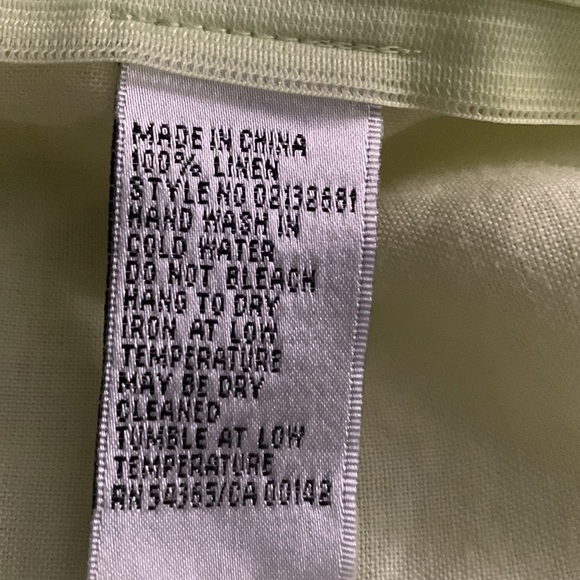 MADE IN CHINA
100% LINEN
STYLE NO 02132681
HAND WASH IN
COLD WATER
DO NOT BLEACH
HANG TO DRY
IRON AT LOW
TEMPERATURE
MAY BE DRY
CLEANED
TUMBLE AT LOW
TEMPERATURE
RN 54365/CA 00142